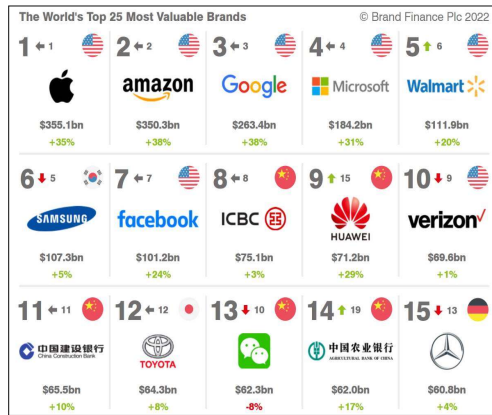 The World's Top 25 Most Valuable Brands
© Brand Finance Plc 2022
1 ← 1
2 ← 2
3 ← 3
4 ← 4
5 ↑ 6
amazon
Google
Microsoft
Walmart
$355.1bn
$350.3bn
$263.4bn
$184.2bn
$111.9bn
+35%
+38%
+38%
+31%
+20%
6 ↓ 5
7 ← 7
8 ← 8
9 ↑ 15
10 ↓ 9
SAMSUNG
facebook
ICBC
HUAWEI
verizon
$107.3bn
$101.2bn
$75.1bn
$71.2bn
$69.6bn
+5%
+24%
+3%
+29%
+1%
11 ← 11
12 ← 12
13 ↓ 10
14 ↑ 19
15 ↓ 13
中国建设银行
China Construction Bank
TOYOTA
中国农业银行
AGRICULTURAL BANK OF CHINA
$65.5bn
$64.3bn
$62.3bn
$62.0bn
$60.8bn
+10%
+8%
-8%
+17%
+4%